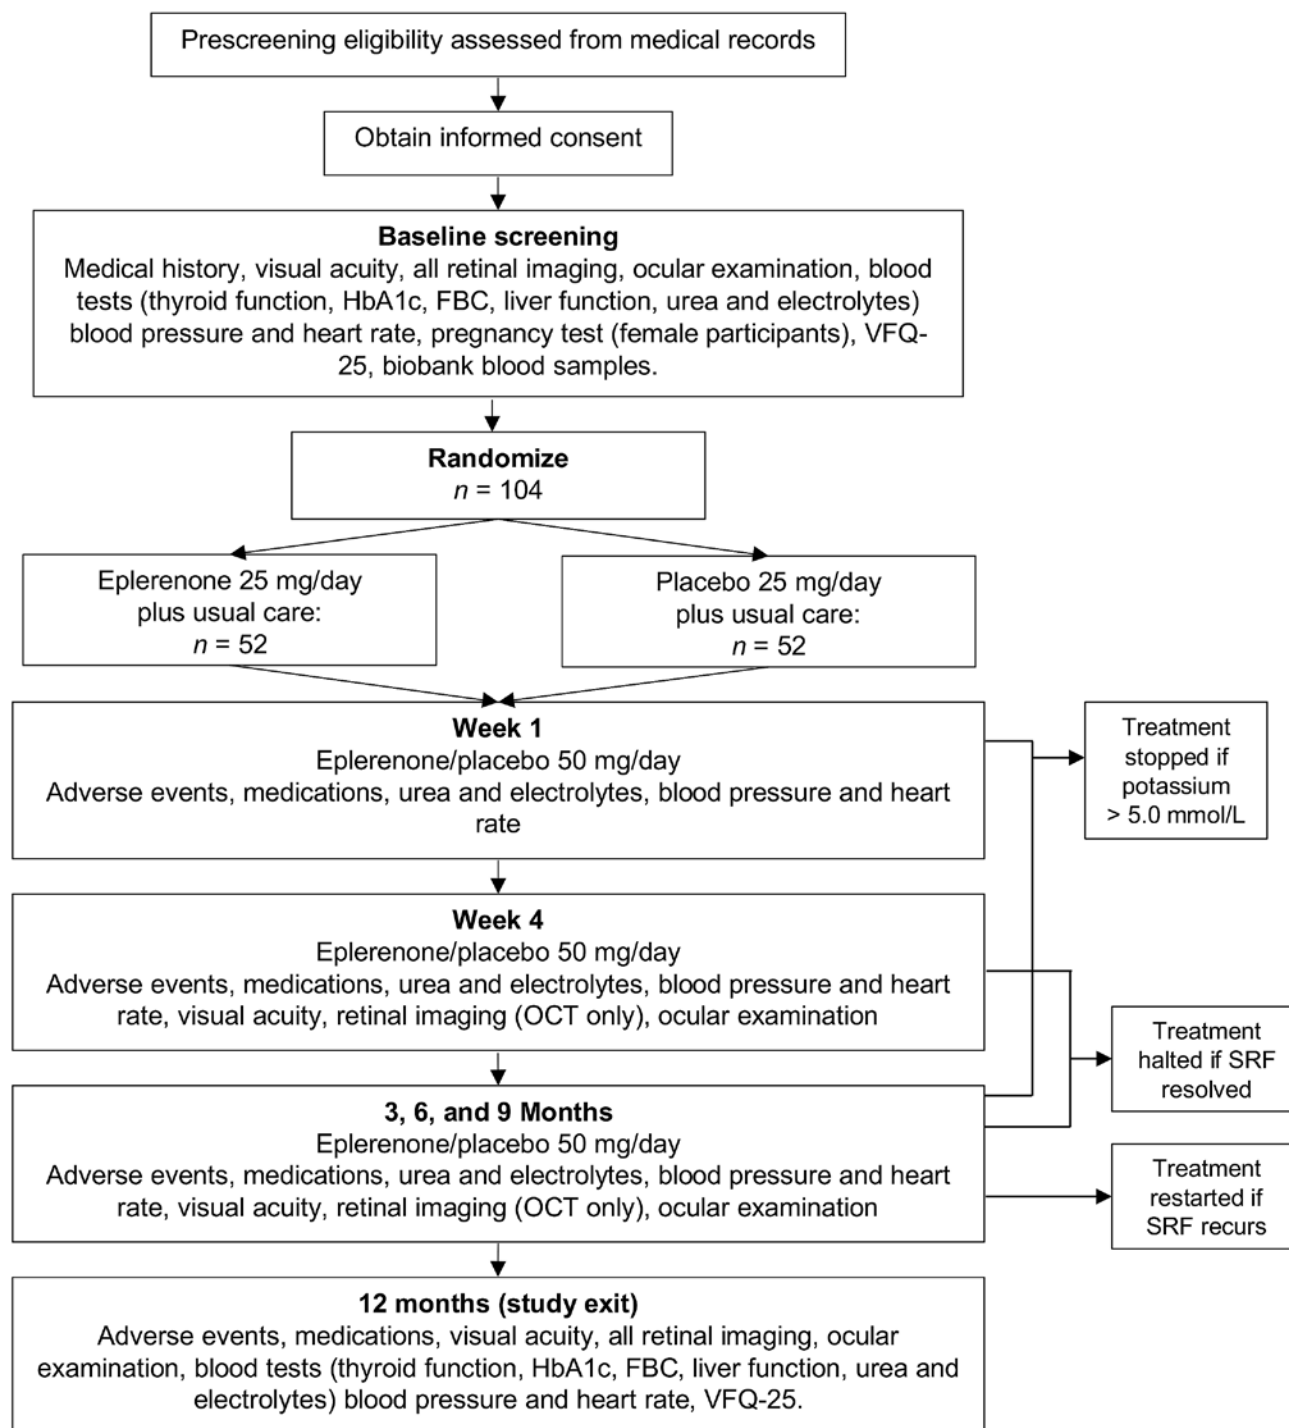 Prescreening eligibility assessed from medical records
Obtain informed consent
Baseline screening
Medical history, visual acuity, all retinal imaging, ocular examination, blood
tests (thyroid function, HbA1c, FBC, liver function, urea and electrolytes)
blood pressure and heart rate, pregnancy test (female participants), VFQ-
25, biobank blood samples.
Randomize
n = 104
Eplerenone 25 mg/day
plus usual care:
n = 52
Placebo 25 mg/day
plus usual care:
n = 52
Week 1
Eplerenone/placebo 50 mg/day
Adverse events, medications, urea and electrolytes, blood pressure and heart
rate
Treatment
stopped if
potassium
> 5.0 mmol/L
Week 4
Eplerenone/placebo 50 mg/day
Adverse events, medications, urea and electrolytes, blood pressure and heart
rate, visual acuity, retinal imaging (OCT only), ocular examination
Treatment
halted if SRF
resolved
3, 6, and 9 Months
Eplerenone/placebo 50 mg/day
Adverse events, medications, urea and electrolytes, blood pressure and heart
rate, visual acuity, retinal imaging (OCT only), ocular examination
Treatment
restarted if
SRF recurs
12 months (study exit)
Adverse events, medications, visual acuity, all retinal imaging, ocular
examination, blood tests (thyroid function, HbA1c, FBC, liver function, urea and
electrolytes) blood pressure and heart rate, VFQ-25.